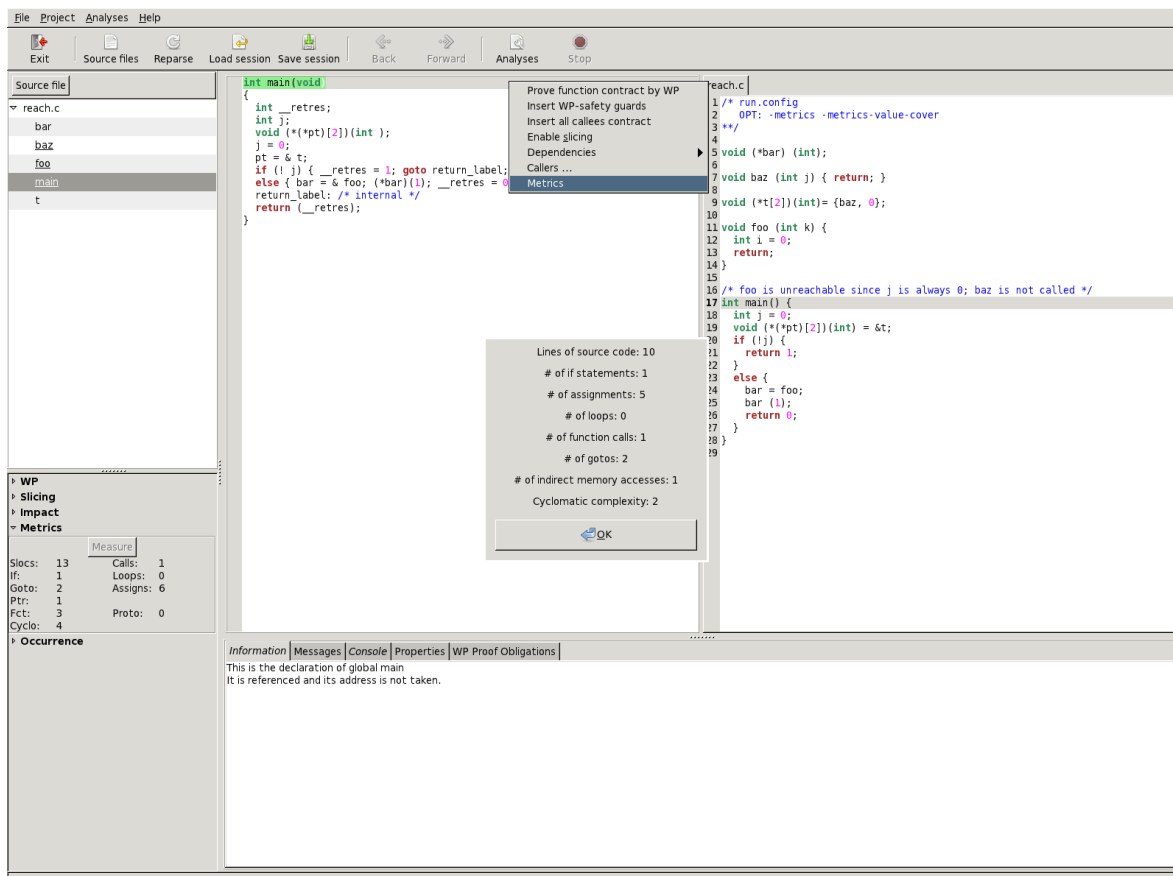 File Project Analyses Help
Exit Source files Reparse Load session Save session Back Forward Analyses Stop
Source file
reach.c
bar
baz
foo
main
t
int main(void
{
  int __retres;
  int j;
  void (*(*pt)[2])(int );
  j = 0;
  pt = & t;
  if (! j) { __retres = 1; goto return_label;
  else { bar = & foo; (*bar)(1); __retres = 0
  return_label: /* internal */
  return (__retres);
}
Prove function contract by WP
Insert WP-safety guards
Insert all callees contract
Enable slicing
Dependencies
Callers ...
Metrics
reach.c
1 /* run.config
2    OPT: -metrics -metrics-value-cover
3 **/
4
5 void (*bar) (int);
6
7 void baz (int j) { return; }
8
9 void (*t[2])(int)= {baz, 0};
10
11 void foo (int k) {
12   int i = 0;
13   return;
14 }
15
16 /* foo is unreachable since j is always 0; baz is not called */
17 int main() {
18   int j = 0;
19   void (*(*pt)[2])(int) = &t;
20   if (!j) {
21     return 1;
22   }
23   else {
24     bar = foo;
25     bar (1);
26     return 0;
27   }
28 }
29
Lines of source code: 10
# of if statements: 1
# of assignments: 5
# of loops: 0
# of function calls: 1
# of gotos: 2
# of indirect memory accesses: 1
Cyclomatic complexity: 2
OK
WP
Slicing
Impact
Metrics
Measure
Slocs: 13 Calls: 1
If: 1 Loops: 0
Goto: 2 Assigns: 6
Ptr: 1
Fct: 3 Proto: 0
Cyclo: 4
Occurrence
Information Messages Console Properties WP Proof Obligations
This is the declaration of global main
It is referenced and its address is not taken.